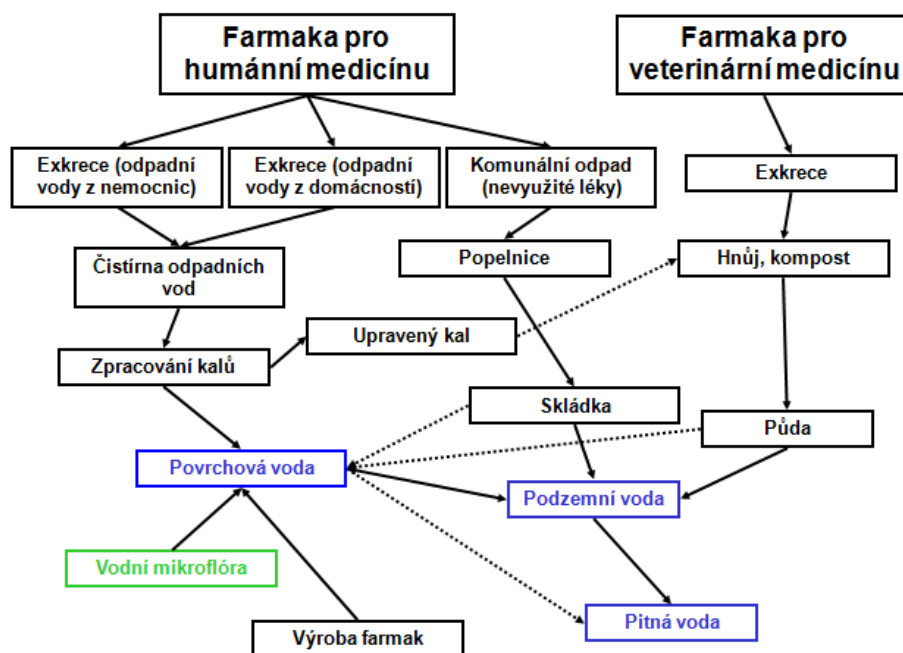 Farmaka pro
humánní medicínu
Farmaka pro
veterinární medicínu
Exkrece (odpadní
vody z nemocnic)
Exkrece (odpadní
vody z domácností)
Komunální odpad
(nevyužité léky)
Exkrece
Čistírna odpadních
vod
Popelnice
Hnůj, kompost
Zpracování kalů
Upravený kal
Skládka
Půda
Povrchová voda
Podzemní voda
Vodní mikroflóra
Výroba farmak
Pitná voda